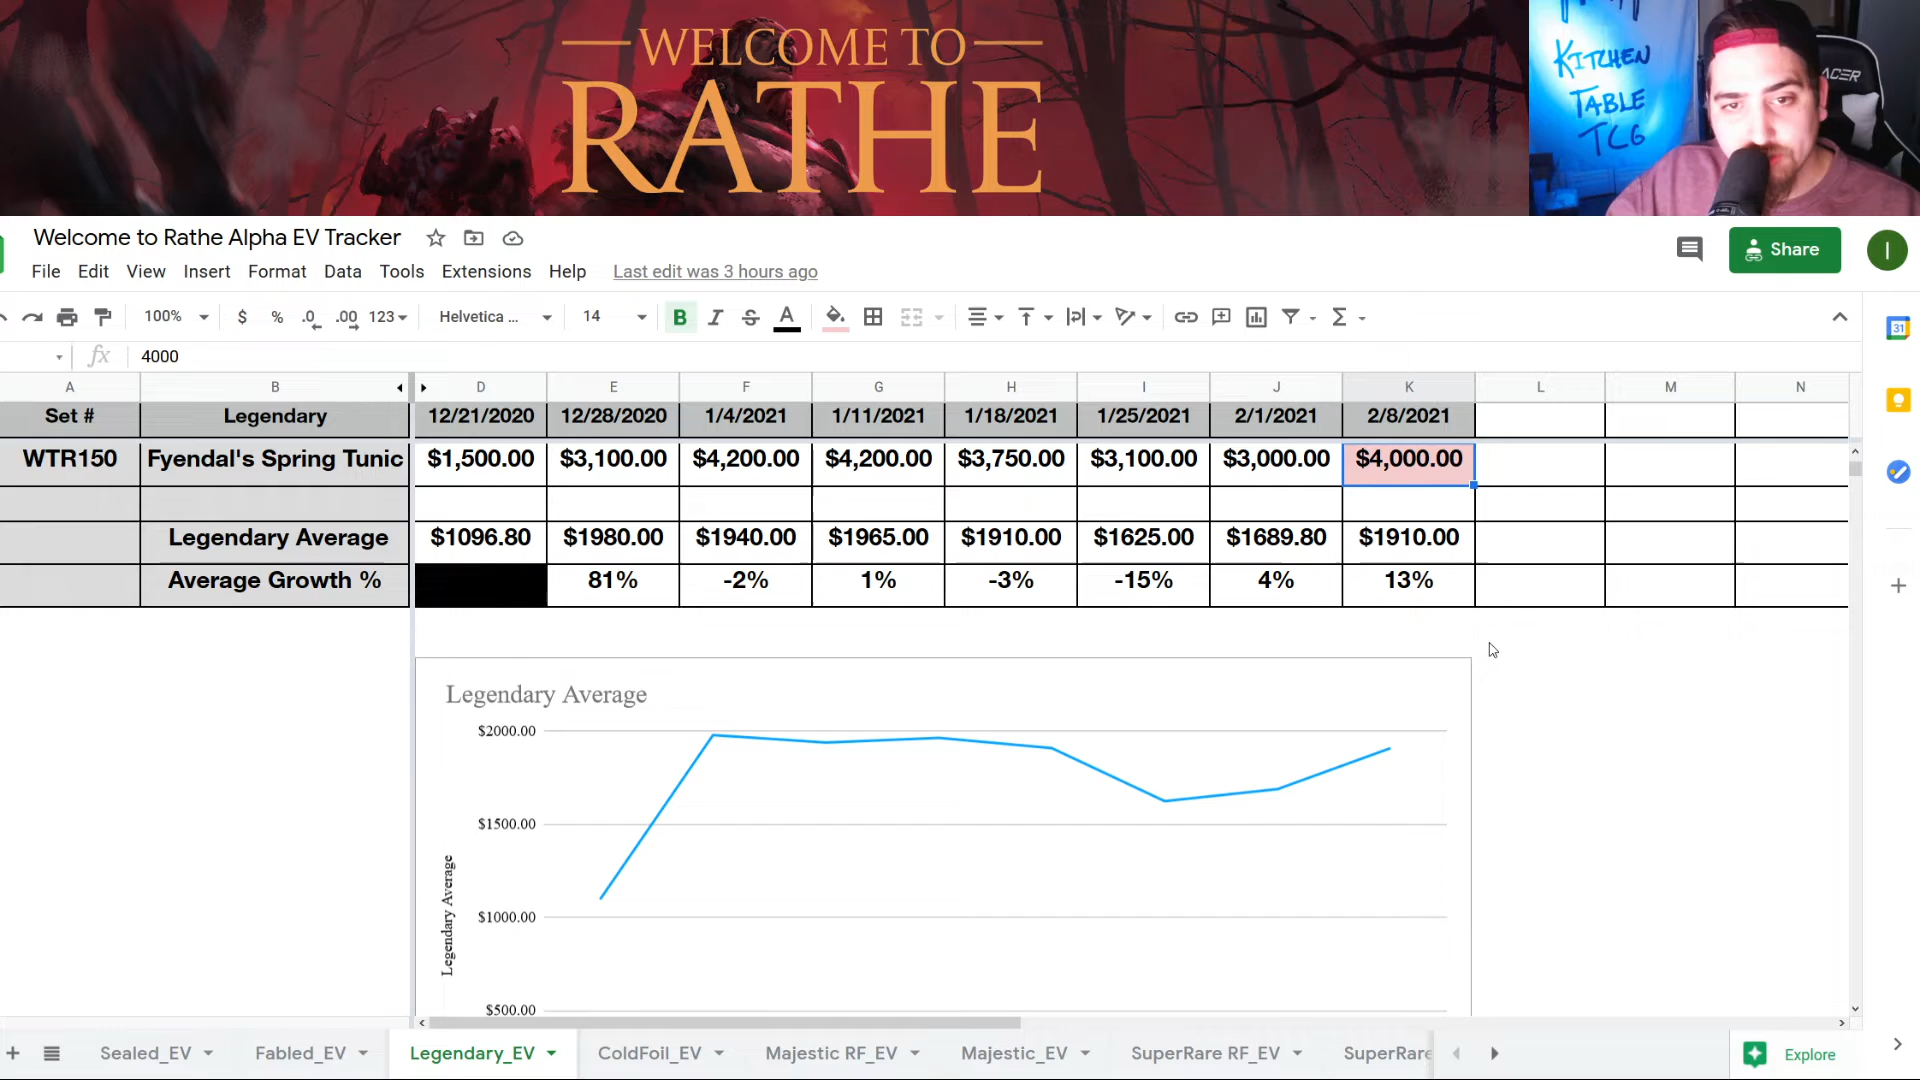 WELCOME TO
RATHE
KITCHEN
TABLE
TCG
ACER
Welcome to Rathe Alpha EV Tracker
Share
I
File Edit View Insert Format Data Tools Extensions Help Last edit was 3 hours ago
100% $ % .0 .00 123 Helvetica ... 14 B I S A
fx 4000
A B D E F G H I J K L M N
Set # Legendary 12/21/2020 12/28/2020 1/4/2021 1/11/2021 1/18/2021 1/25/2021 2/1/2021 2/8/2021
WTR150 Fyendal's Spring Tunic $1,500.00 $3,100.00 $4,200.00 $4,200.00 $3,750.00 $3,100.00 $3,000.00 $4,000.00
Legendary Average $1096.80 $1980.00 $1940.00 $1965.00 $1910.00 $1625.00 $1689.80 $1910.00
Average Growth % 81% -2% 1% -3% -15% 4% 13%
Legendary Average
$2000.00
$1500.00
$1000.00
$500.00
Legendary Average
Sealed_EV Fabled_EV Legendary_EV ColdFoil_EV Majestic RF_EV Majestic_EV SuperRare RF_EV SuperRare
Explore
31